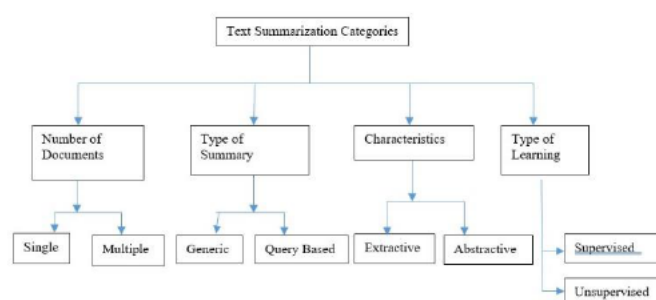 Text Summarization Categories
Number of
Documents
Type of
Summary
Characteristics
Type of
Learning
Single
Multiple
Generic
Query Based
Extractive
Abstractive
Supervised
Unsupervised